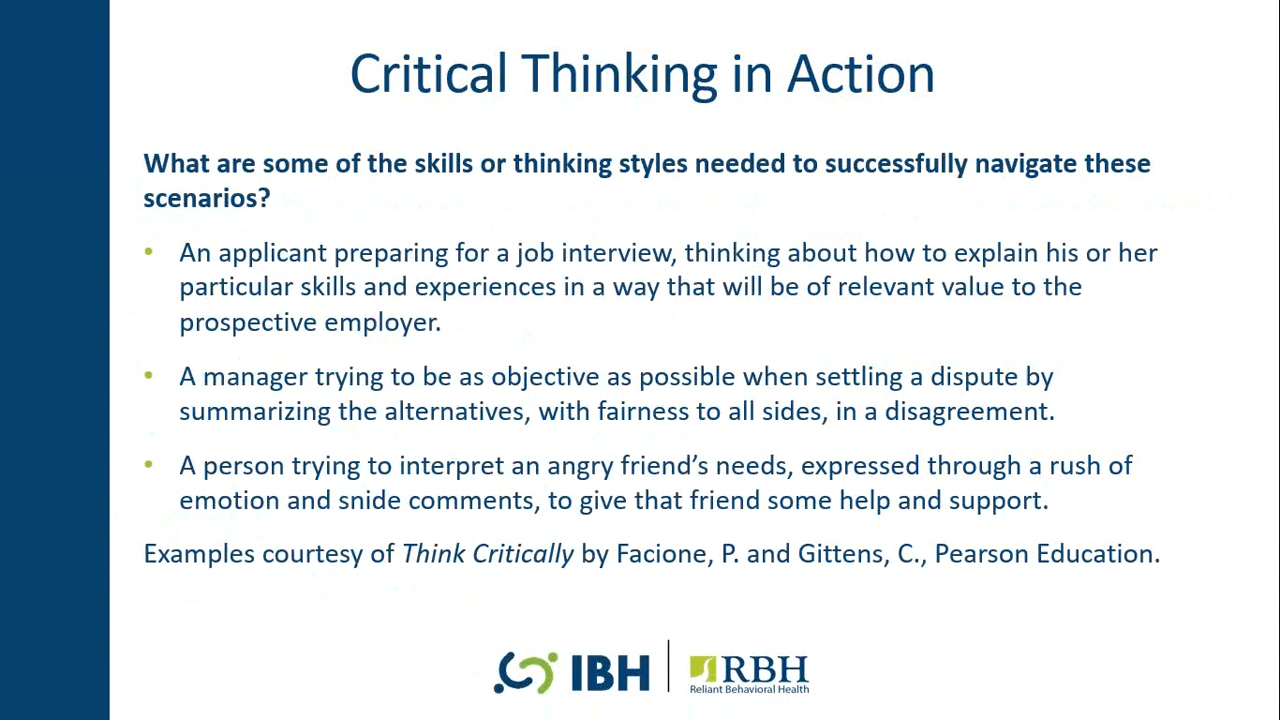 Critical Thinking in Action
What are some of the skills or thinking styles needed to successfully navigate these
scenarios?
• An applicant preparing for a job interview, thinking about how to explain his or her
particular skills and experiences in a way that will be of relevant value to the
prospective employer.
• A manager trying to be as objective as possible when settling a dispute by
summarizing the alternatives, with fairness to all sides, in a disagreement.
• A person trying to interpret an angry friend’s needs, expressed through a rush of
emotion and snide comments, to give that friend some help and support.
Examples courtesy of Think Critically by Facione, P. and Gittens, C., Pearson Education.
IBH
RBH
Reliant Behavioral Health